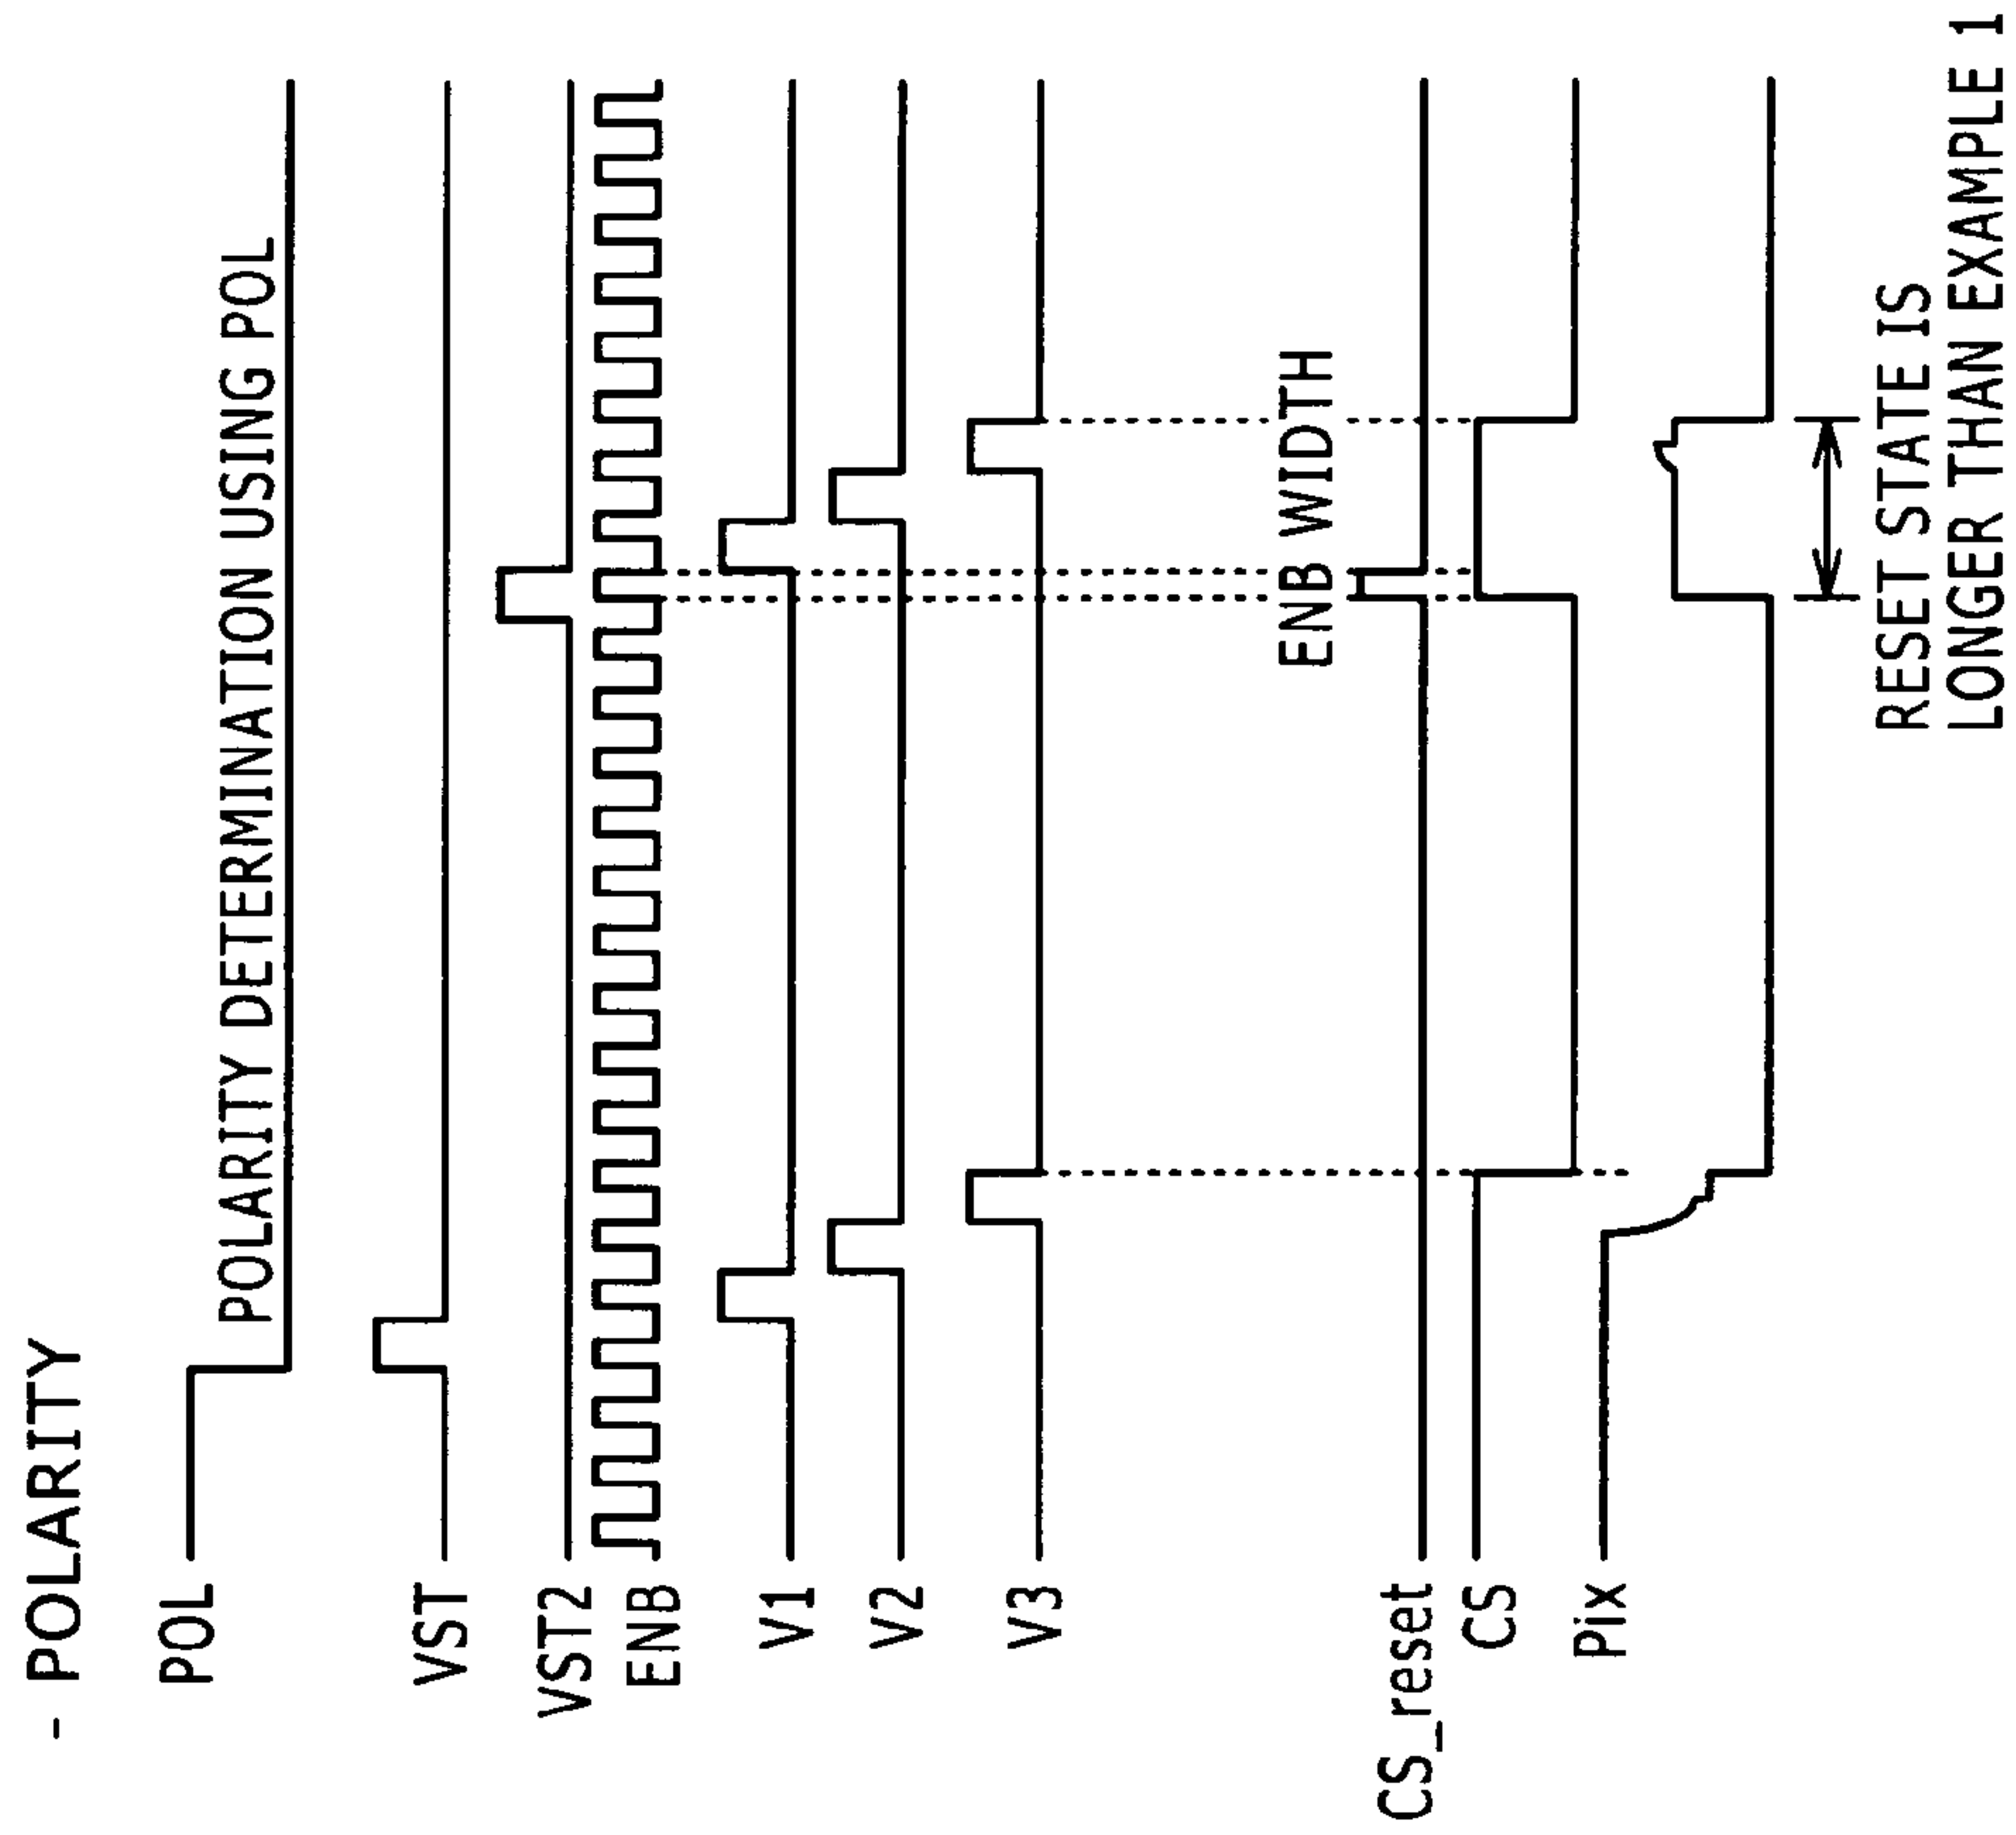 - POLARITY
POL
POLARITY DETERMINATION USING POL
VST
VST2
ENB
V1
V2
V3
ENB WIDTH
CS_reset
CS
Pix
RESET STATE IS
LONGER THAN EXAMPLE 1